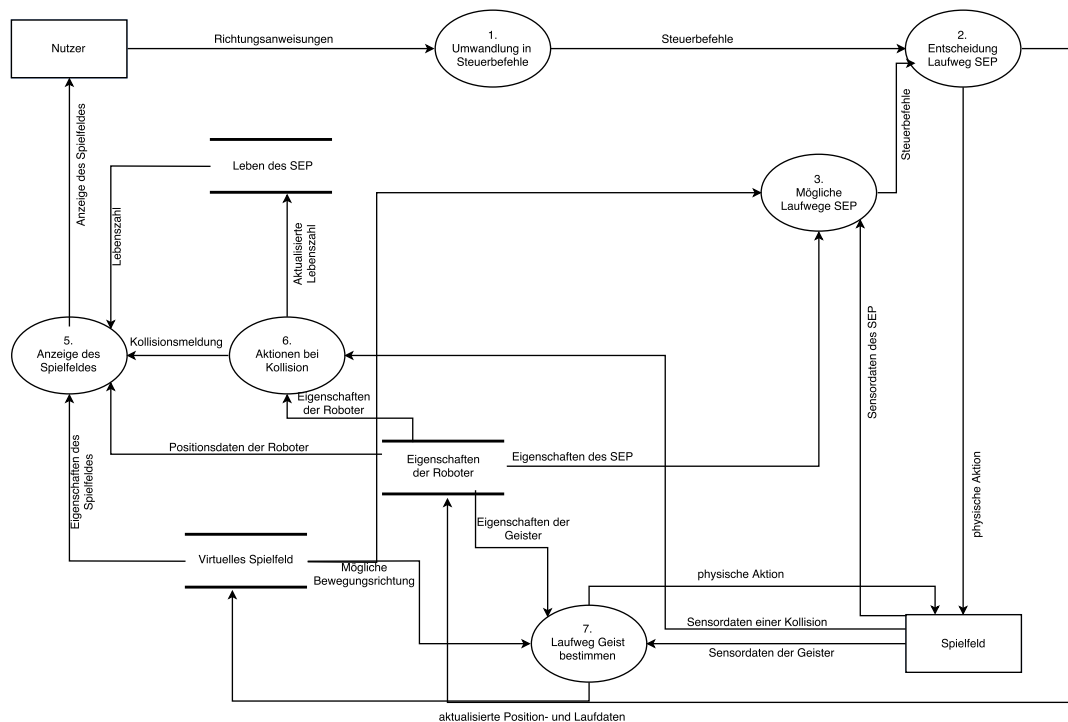 Nutzer
Richtungsanweisungen
1.
Umwandlung in
Steuerbefehle
Steuerbefehle
2.
Entscheidung
Laufweg SEP
Steuerbefehle
Anzeige des Spielfeldes
Leben des SEP
3.
Mögliche
Laufwege SEP
Lebenszahl
Aktualisierte
Lebenszahl
5.
Anzeige des
Spielfeldes
Kollisionsmeldung
6.
Aktionen bei
Kollision
Sensordaten des SEP
Eigenschaften
der Roboter
Positionsdaten der Roboter
Eigenschaften
der Roboter
Eigenschaften des SEP
Eigenschaften des
Spielfeldes
physische Aktion
Eigenschaften der
Geister
Virtuelles Spielfeld
Mögliche
Bewegungsrichtung
physische Aktion
7.
Laufweg Geist
bestimmen
Sensordaten einer Kollision
Sensordaten der Geister
Spielfeld
aktualisierte Position- und Laufdaten